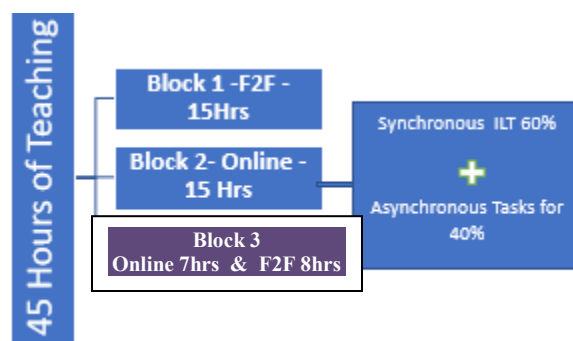 45 Hours of Teaching
Block 1 -F2F -
15Hrs
Block 2- Online -
15 Hrs
Block 3
Online 7hrs & F2F 8hrs
Synchronous ILT 60%
+
Asynchronous Tasks for
40%